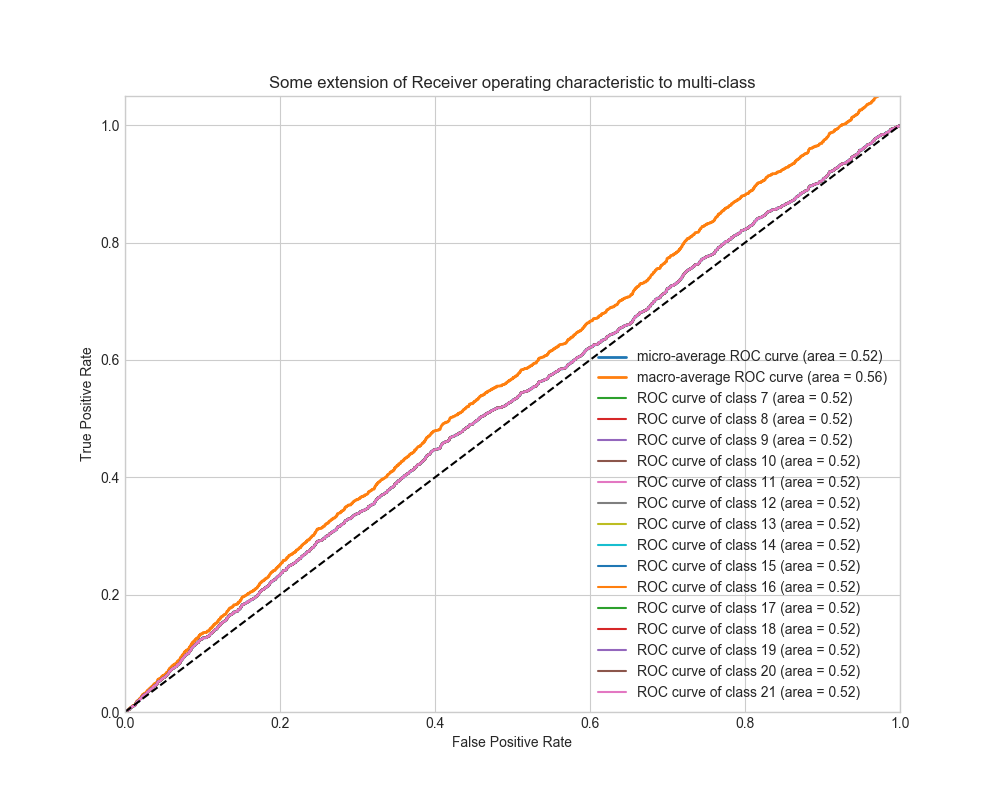 Some extension of Receiver operating characteristic to multi-class
1.0
0.8
0.6
0.4
0.2
0.0
True Positive Rate
micro-average ROC curve (area = 0.52)
macro-average ROC curve (area = 0.56)
ROC curve of class 7 (area = 0.52)
ROC curve of class 8 (area = 0.52)
ROC curve of class 9 (area = 0.52)
ROC curve of class 10 (area = 0.52)
ROC curve of class 11 (area = 0.52)
ROC curve of class 12 (area = 0.52)
ROC curve of class 13 (area = 0.52)
ROC curve of class 14 (area = 0.52)
ROC curve of class 15 (area = 0.52)
ROC curve of class 16 (area = 0.52)
ROC curve of class 17 (area = 0.52)
ROC curve of class 18 (area = 0.52)
ROC curve of class 19 (area = 0.52)
ROC curve of class 20 (area = 0.52)
ROC curve of class 21 (area = 0.52)
0.0 0.2 0.4 0.6 0.8 1.0
False Positive Rate